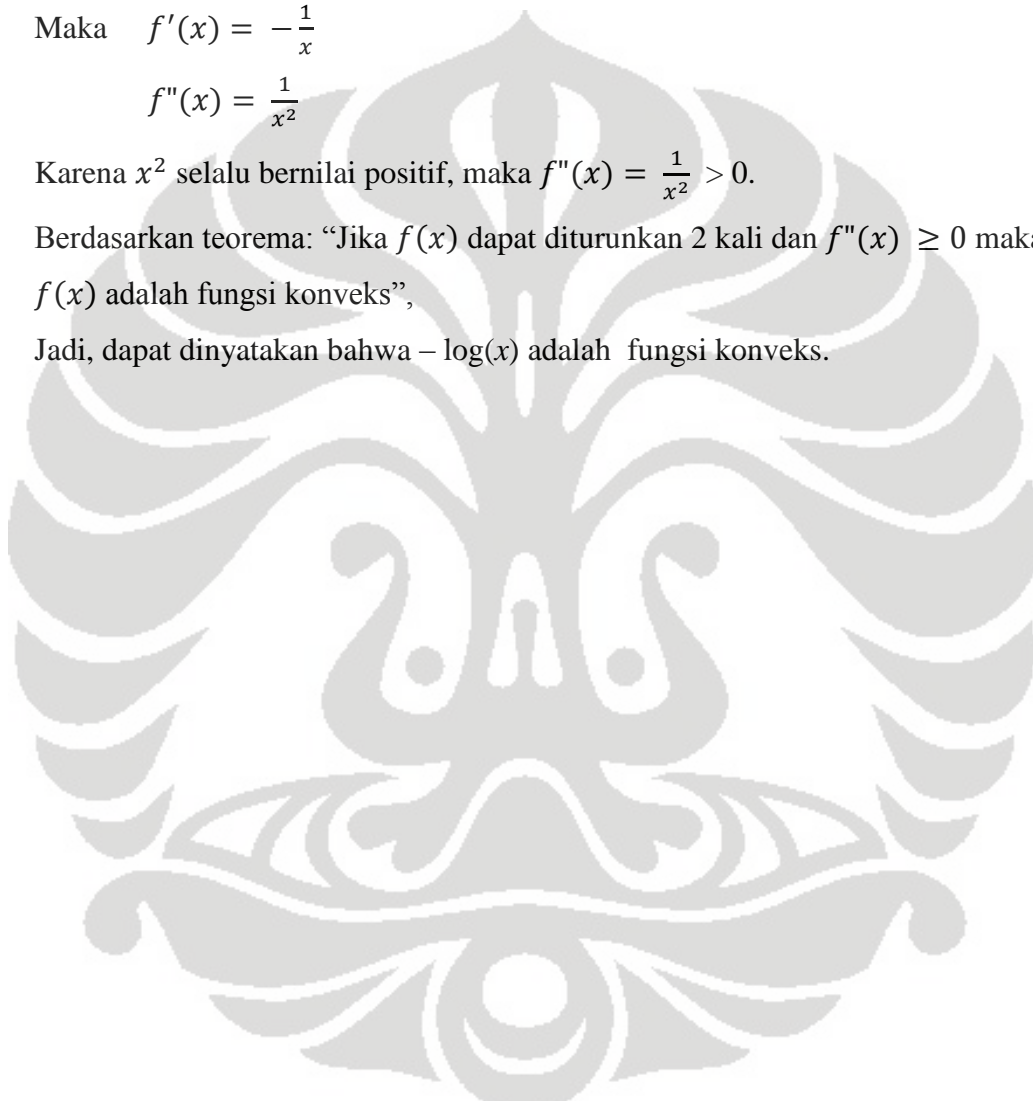 Maka f′(x) = −1/x
f"(x) = 1/x²
Karena x² selalu bernilai positif, maka f"(x) = 1/x² > 0.
Berdasarkan teorema: “Jika f(x) dapat diturunkan 2 kali dan f"(x) ≥ 0 maka
f(x) adalah fungsi konveks”,
Jadi, dapat dinyatakan bahwa – log(x) adalah fungsi konveks.